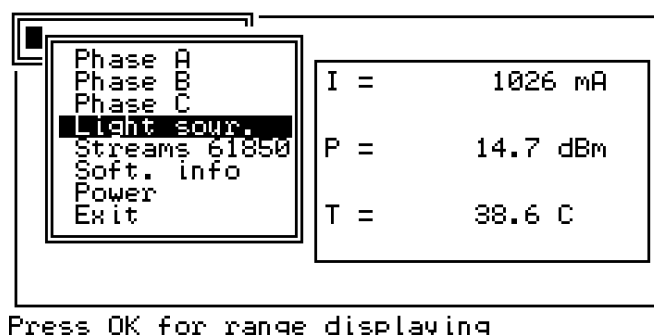 Phase A
Phase B
Phase C
Light sour.
Streams 61850
Soft. info
Power
Exit
I = 1026 mA
P = 14.7 dBm
T = 38.6 C
Press OK for range displaying